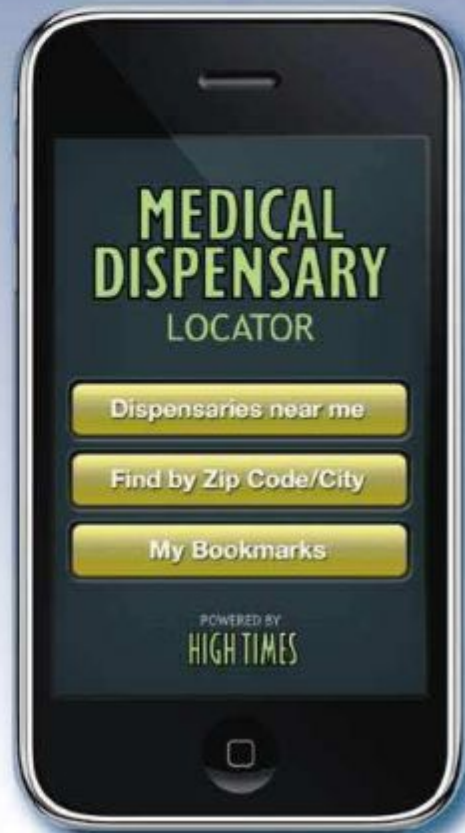 MEDICAL
DISPENSARY
LOCATOR
Dispensaries near me
Find by Zip Code/City
My Bookmarks
POWERED BY
HIGH TIMES